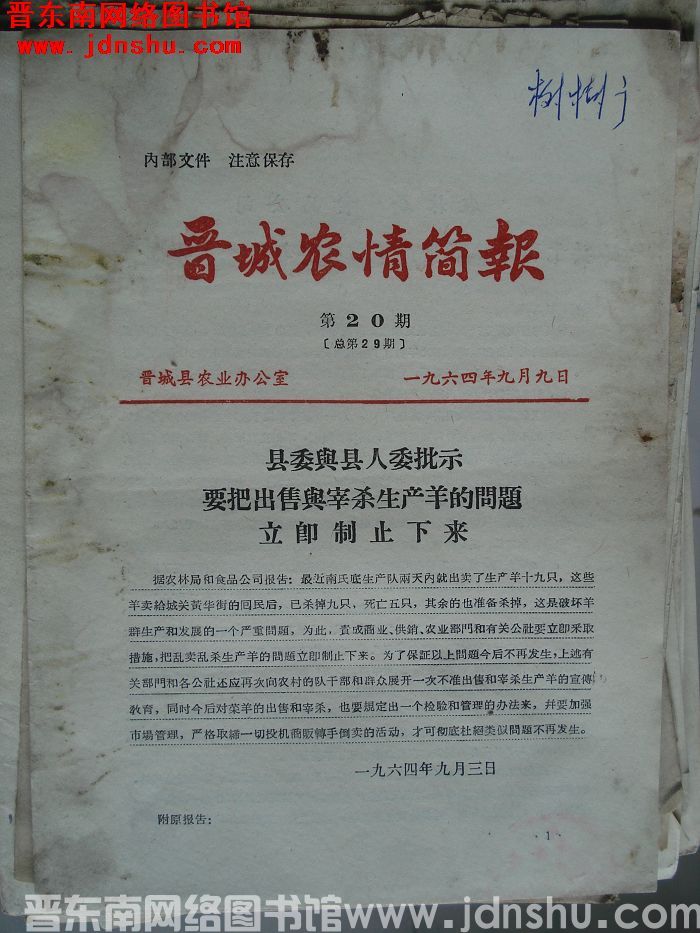 晋东南网络图书馆
www.jdnshu.com
內部文件 注意保存
晋城农情简報
第20期
〔总第29期〕
晋城县农业办公室 一九六四年九月九日
县委與县人委批示
要把出售與宰杀生产羊的問題
立卽制止下来
据农林局和食品公司报告：最近南氏底生产队兩天內就出卖了生产羊十九只，这些
羊卖給城关黃华街的囘民后，已杀掉九只，死亡五只，其余的也准备杀掉，这是破坏羊
群生产和发展的一个严重問題，为此，責成商业、供銷、农业部門和有关公社要立卽釆取
措施，把乱卖乱杀生产羊的問題立卽制止下来。为了保証以上問題今后不再发生，上述有
关部門和各公社还应再次向农村的队干部和群众展开一次不准出售和宰杀生产羊的宣傳
敎育，同时今后对菜羊的出售和宰杀，也要規定出一个检驗和管理的办法来，幷要加强
市場管理，严格取締一切投机商販轉手倒卖的活动，才可彻底杜絕类似問題不再发生。
一九六四年九月三日
附原报告：
·1·
晋东南网络图书馆www.jdnshu.com